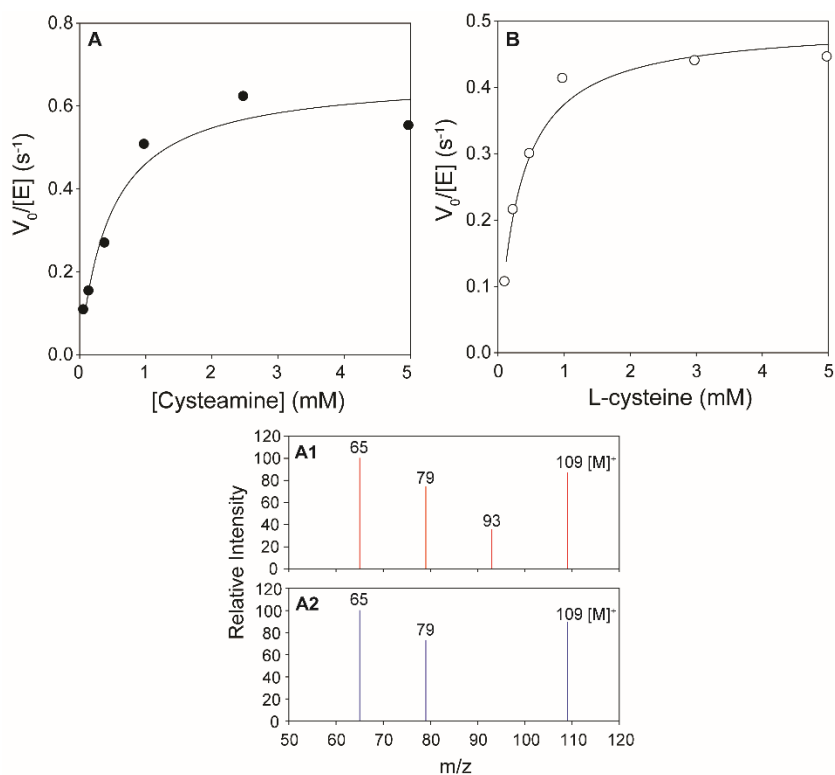 A
V₀/[E] (s⁻¹)
0.8
0.6
0.4
0.2
0.0
0 1 2 3 4 5
[Cysteamine] (mM)
B
V₀/[E] (s⁻¹)
0.5
0.4
0.3
0.2
0.1
0.0
0 1 2 3 4 5
L-cysteine (mM)
Relative Intensity
A1
120
100
80
60
40
20
0
65
79
93
109 [M]⁺
A2
120
100
80
60
40
20
0
65
79
109 [M]⁺
50 60 70 80 90 100 110 120
m/z